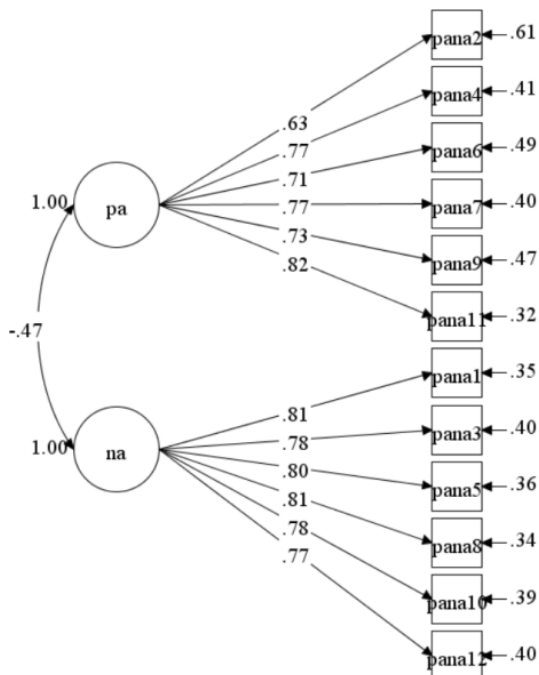 pana2 .61
pana4 .41
.63
.77
pana6 .49
.71
1.00 pa .77 pana7 .40
.73
pana9 .47
.82
pana11 .32
-.47
pana1 .35
.81
pana3 .40
.78
1.00 na .80
pana5 .36
.81
.78
pana8 .34
.77
pana10 .39
pana12 .40